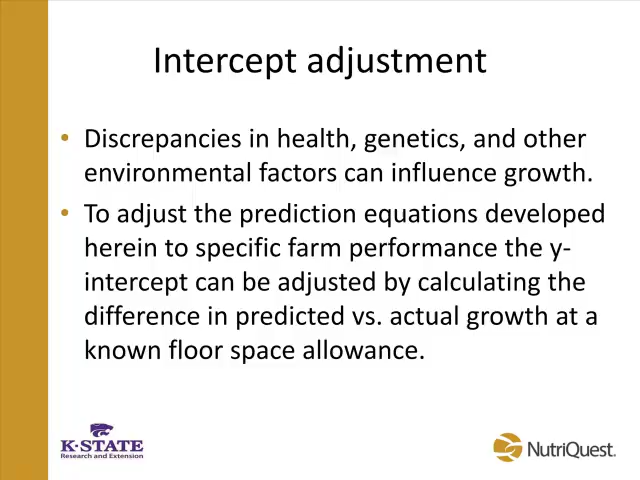 Intercept adjustment
• Discrepancies in health, genetics, and other
environmental factors can influence growth.
• To adjust the prediction equations developed
herein to specific farm performance the y-
intercept can be adjusted by calculating the
difference in predicted vs. actual growth at a
known floor space allowance.
K-STATE
Research and Extension
NutriQuest.